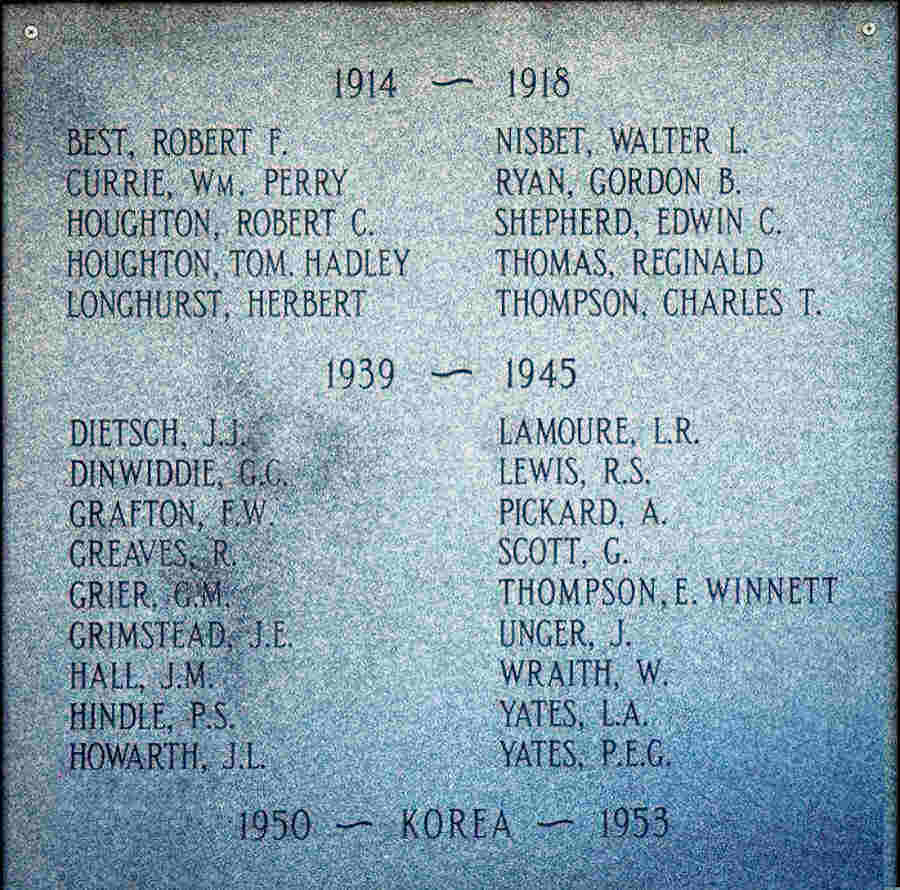 1914 ~ 1918
BEST, ROBERT F.
CURRIE, WM. PERRY
HOUGHTON, ROBERT C.
HOUGHTON, TOM. HADLEY
LONGHURST, HERBERT
NISBET, WALTER L.
RYAN, GORDON B.
SHEPHERD, EDWIN C.
THOMAS, REGINALD
THOMPSON, CHARLES T.
1939 ~ 1945
DIETSCH, J.J.
DINWIDDIE, G.C.
GRAFTON, F.W.
GREAVES, R.
GRIER, G.M.
GRIMSTEAD, J.E.
HALL, J.M.
HINDLE, P.S.
HOWARTH, J.L.
LAMOURE, L.R.
LEWIS, R.S.
PICKARD, A.
SCOTT, G.
THOMPSON, E. WINNETT
UNGER, J.
WRAITH, W.
YATES, L.A.
YATES, P.E.G.
1950 ~ KOREA ~ 1953